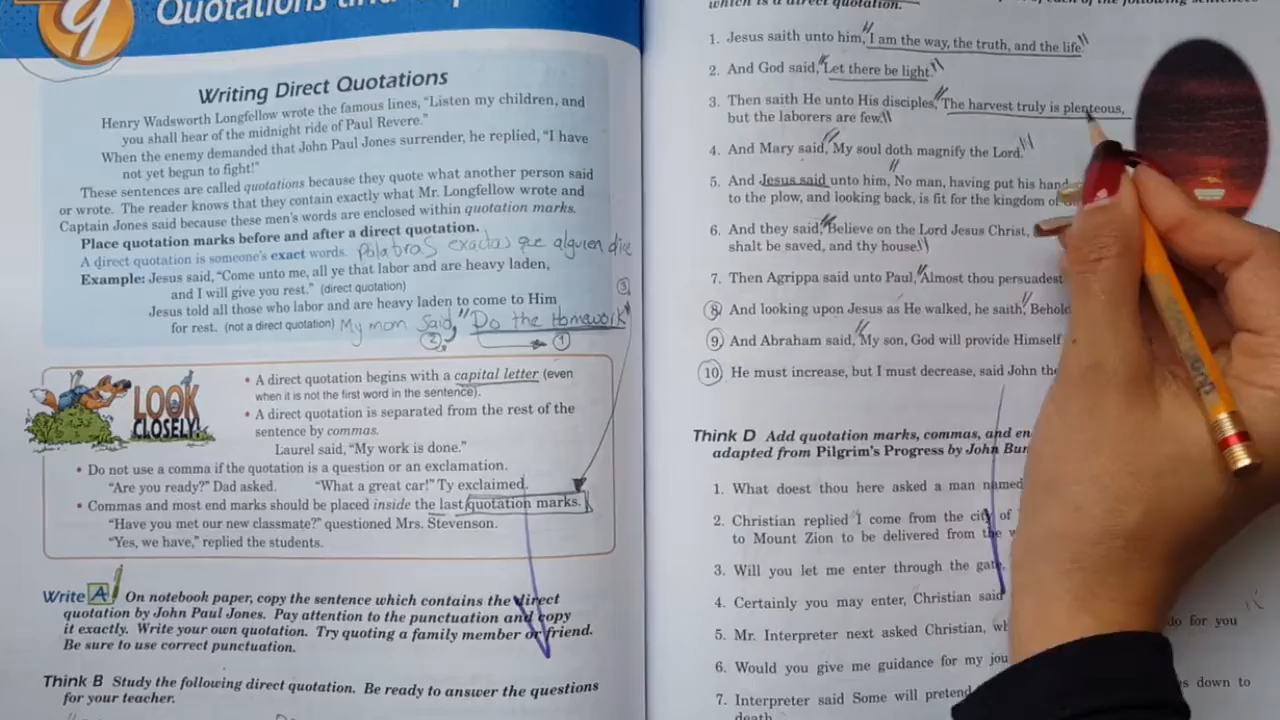 9
Quotations and
Writing Direct Quotations
Henry Wadsworth Longfellow wrote the famous lines, “Listen my children, and
you shall hear of the midnight ride of Paul Revere.”
When the enemy demanded that John Paul Jones surrender, he replied, “I have
not yet begun to fight!”
These sentences are called quotations because they quote what another person said
or wrote. The reader knows that they contain exactly what Mr. Longfellow wrote and
Captain Jones said because these men's words are enclosed within quotation marks.
Place quotation marks before and after a direct quotation.
A direct quotation is someone's exact words. Palabras exactas que alguien dice
Example: Jesus said, “Come unto me, all ye that labor and are heavy laden,
and I will give you rest.” (direct quotation)
③
Jesus told all those who labor and are heavy laden to come to Him
for rest. (not a direct quotation) My mom said, "Do the Homework"
② ①
LOOK
CLOSELY!
• A direct quotation begins with a capital letter (even
when it is not the first word in the sentence).
• A direct quotation is separated from the rest of the
sentence by commas.
Laurel said, “My work is done.”
• Do not use a comma if the quotation is a question or an exclamation.
“Are you ready?” Dad asked. “What a great car!” Ty exclaimed.
• Commas and most end marks should be placed inside the last quotation marks.
“Have you met our new classmate?” questioned Mrs. Stevenson.
“Yes, we have,” replied the students.
Write A On notebook paper, copy the sentence which contains the direct
quotation by John Paul Jones. Pay attention to the punctuation and copy
it exactly. Write your own quotation. Try quoting a family member or friend.
Be sure to use correct punctuation.
Think B Study the following direct quotation. Be ready to answer the questions
for your teacher.
which is a direct quotation.
1. Jesus saith unto him, "I am the way, the truth, and the life."
2. And God said, "Let there be light."
3. Then saith He unto His disciples, "The harvest truly is plenteous,
but the laborers are few."
4. And Mary said, "My soul doth magnify the Lord."
5. And Jesus said unto him, "No man, having put his hand
to the plow, and looking back, is fit for the kingdom of
6. And they said, "Believe on the Lord Jesus Christ,
shalt be saved, and thy house."
7. Then Agrippa said unto Paul, "Almost thou persuadest
8. And looking upon Jesus as He walked, he saith, "Behold
9. And Abraham said, "My son, God will provide Himself
10. He must increase, but I must decrease, said John the
Think D Add quotation marks, commas, and
adapted from Pilgrim's Progress by John
1. What doest thou here asked a man named
2. Christian replied I come from the city of
to Mount Zion to be delivered from the
3. Will you let me enter through the gate,
4. Certainly you may enter, Christian said
5. Mr. Interpreter next asked Christian, do for you
6. Would you give me guidance for my
7. Interpreter said Some will pretend down to
death.